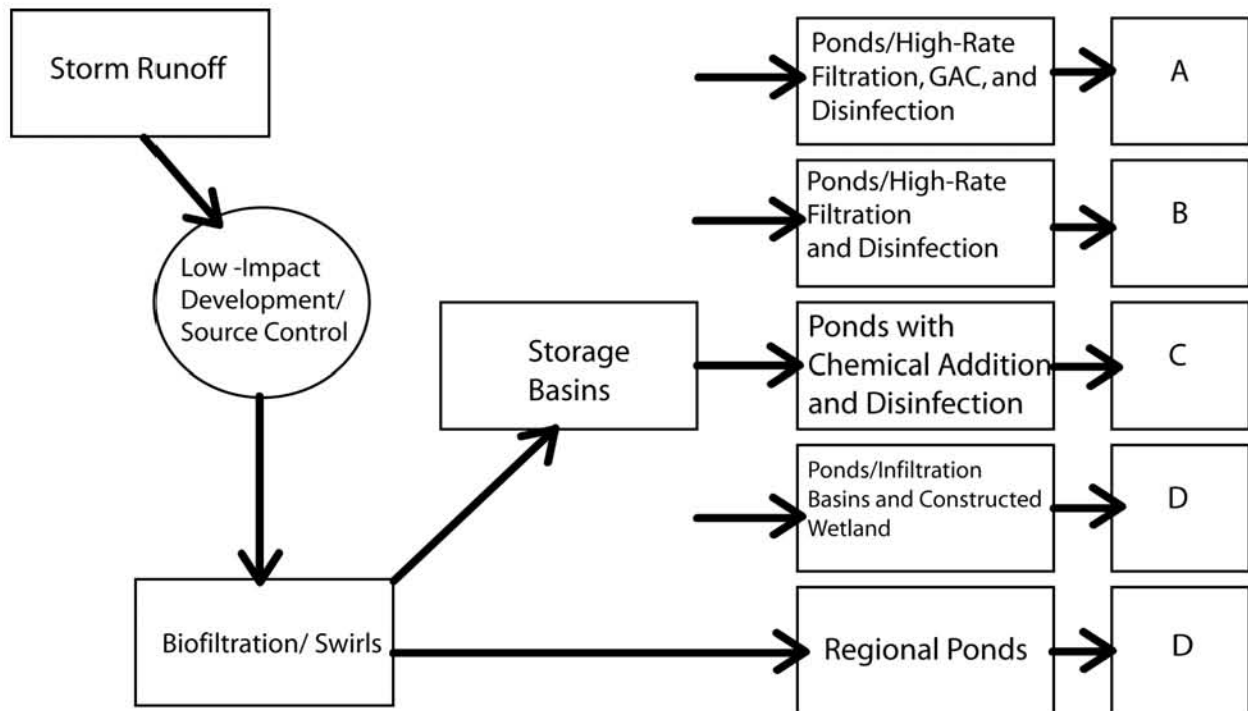 Storm Runoff
Low -Impact
Development/
Source Control
Biofiltration/ Swirls
Storage
Basins
Ponds/High-Rate
Filtration, GAC, and
Disinfection
A
Ponds/High-Rate
Filtration
and Disinfection
B
Ponds with
Chemical Addition
and Disinfection
C
Ponds/Infiltration
Basins and Constructed
Wetland
D
Regional Ponds
D